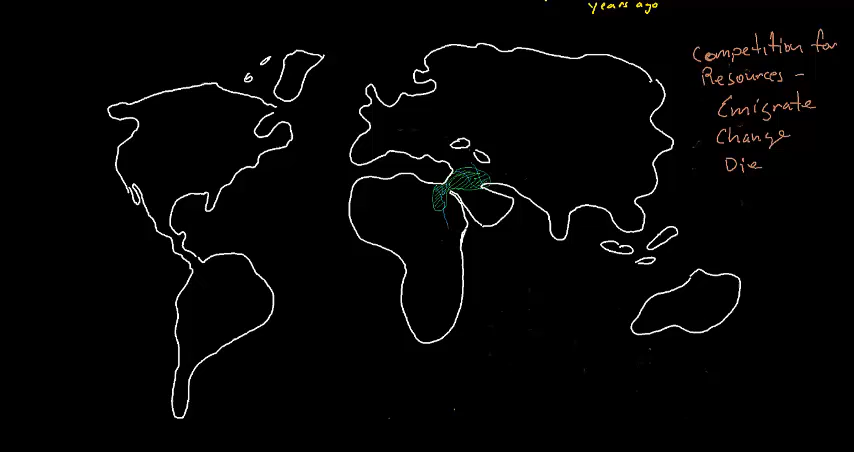 years ago
Competition for
Resources -
Emigrate
Change
Die